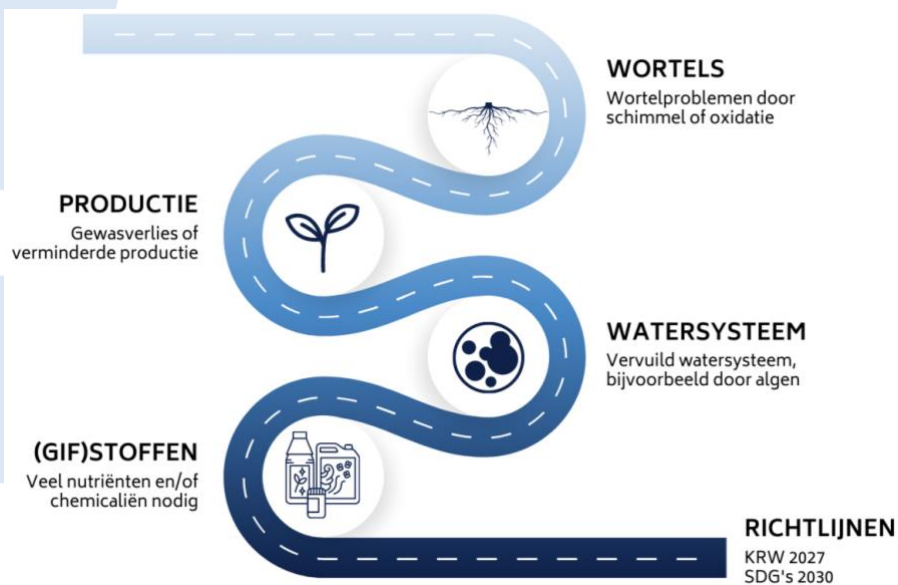 WORTELS
Wortelproblemen door
schimmel of oxidatie
PRODUCTIE
Gewasverlies of
verminderde productie
WATERSYSTEEM
Vervuild watersysteem,
bijvoorbeeld door algen
(GIF)STOFFEN
Veel nutriënten en/of
chemicaliën nodig
RICHTLIJNEN
KRW 2027
SDG's 2030